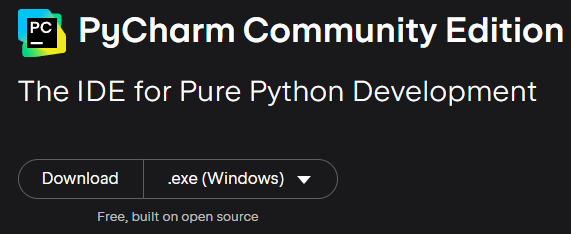 PC
PyCharm Community Edition
The IDE for Pure Python Development
Download
.exe (Windows)
Free, built on open source